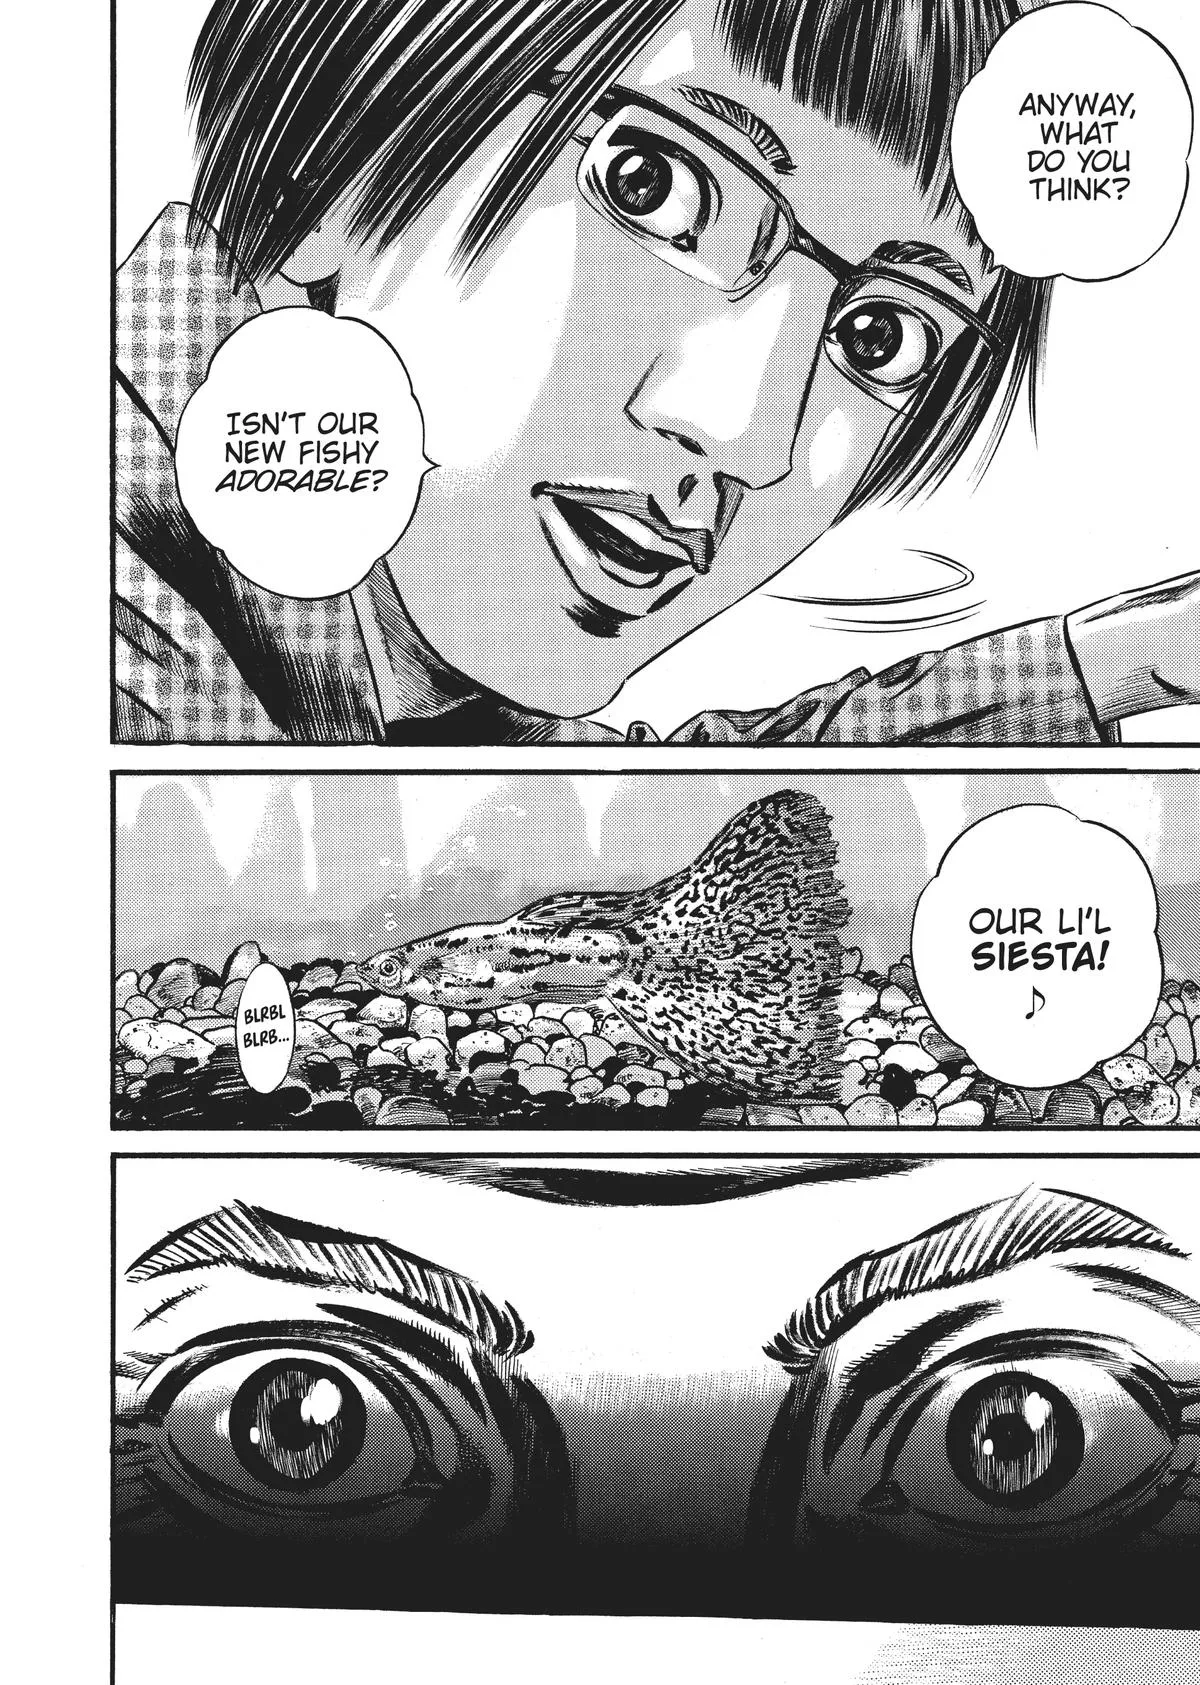 ANYWAY,
WHAT
DO YOU
THINK?
ISN'T OUR
NEW FISHY
ADORABLE?
OUR LI'L
SIESTA!
♪
BLRBL
BLRB...